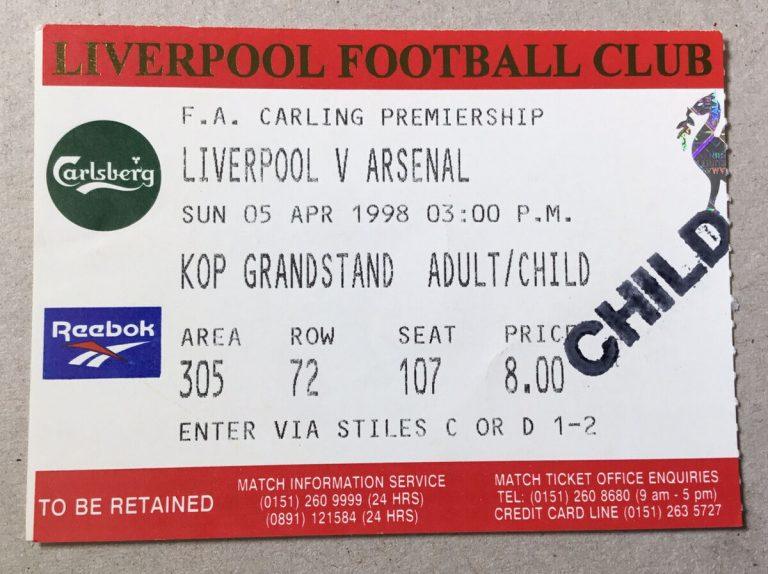 LIVERPOOL FOOTBALL CLUB
F.A. CARLING PREMIERSHIP
Carlsberg
LIVERPOOL V ARSENAL
SUN 05 APR 1998 03:00 P.M.
KOP GRANDSTAND ADULT/CHILD
CHILD
Reebok
AREA ROW SEAT PRICE
305 72 107 8.00
ENTER VIA STILES C OR D 1-2
TO BE RETAINED
MATCH INFORMATION SERVICE
(0151) 260 9999 (24 HRS)
(0891) 121584 (24 HRS)
MATCH TICKET OFFICE ENQUIRIES
TEL: (0151) 260 8680 (9 am - 5 pm)
CREDIT CARD LINE (0151) 263 5727